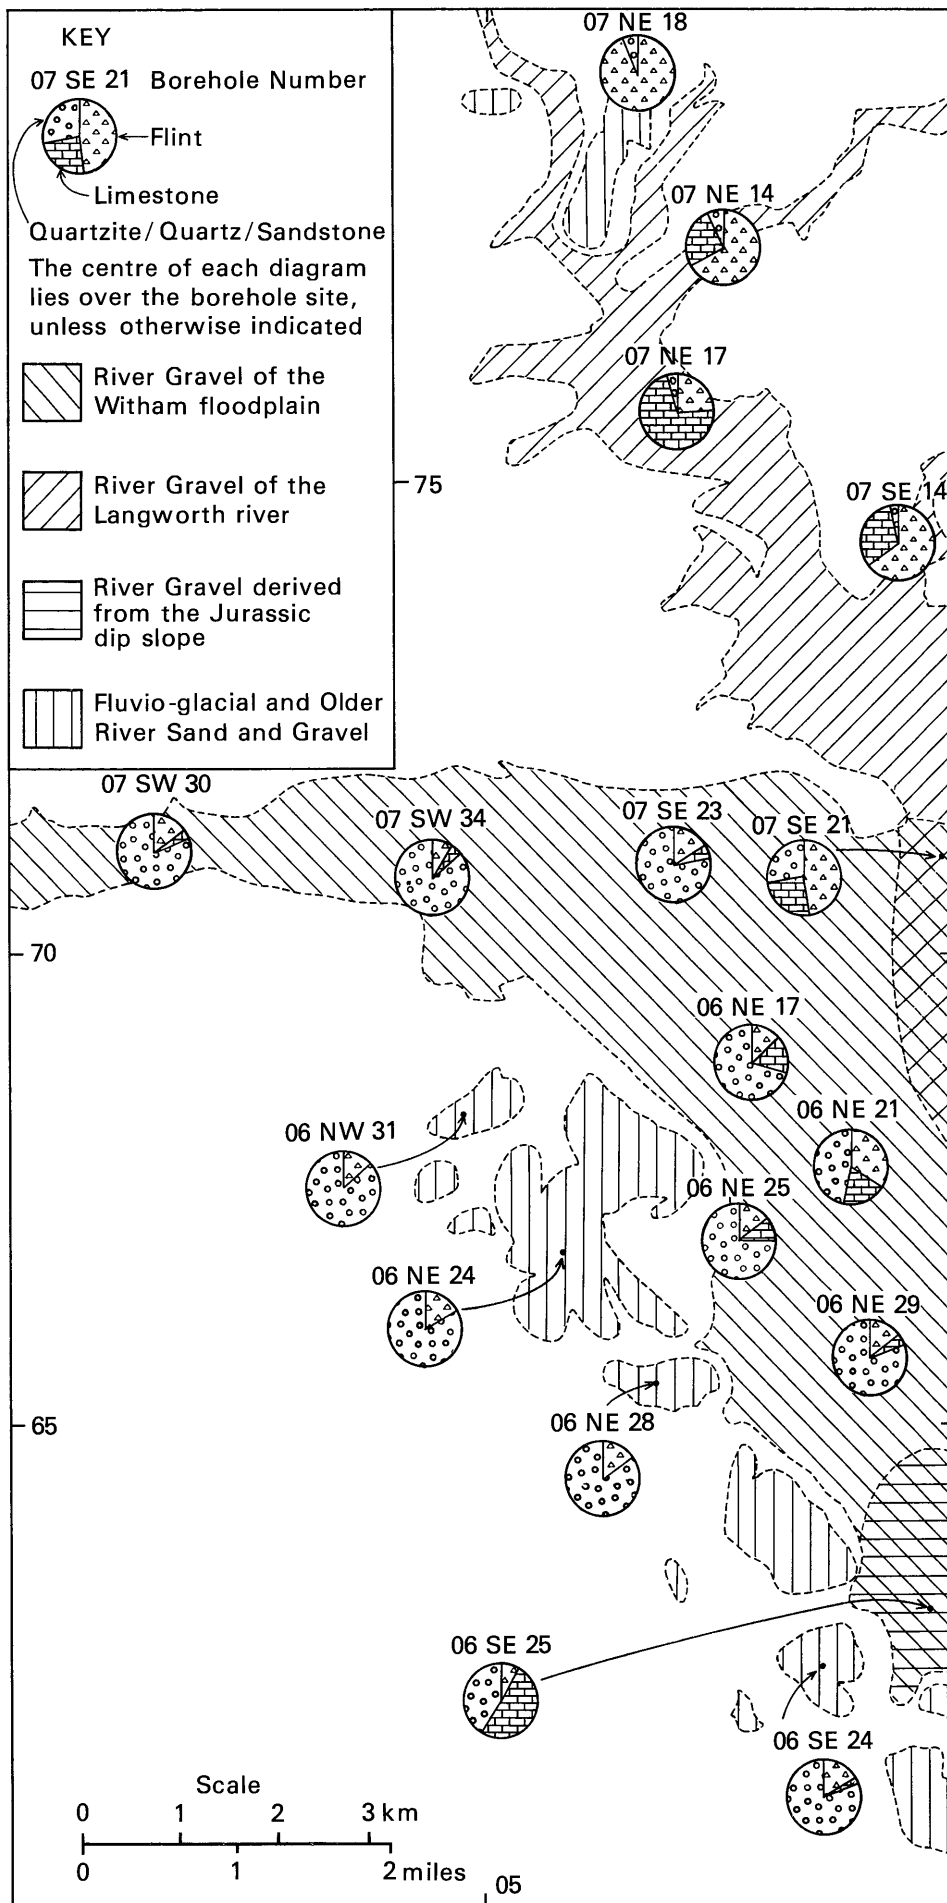 KEY
07 SE 21 Borehole Number
Flint
Limestone
Quartzite/Quartz/Sandstone
The centre of each diagram
lies over the borehole site,
unless otherwise indicated
River Gravel of the
Witham floodplain
River Gravel of the
Langworth river
River Gravel derived
from the Jurassic
dip slope
Fluvio-glacial and Older
River Sand and Gravel
07 NE 18
07 NE 14
07 NE 17
75
07 SE 14
07 SW 30
07 SW 34
07 SE 23
07 SE 21
70
06 NE 17
06 NE 21
06 NW 31
06 NE 25
06 NE 24
06 NE 29
65
06 NE 28
06 SE 25
06 SE 24
Scale
0 1 2 3 km
0 1 2 miles
05